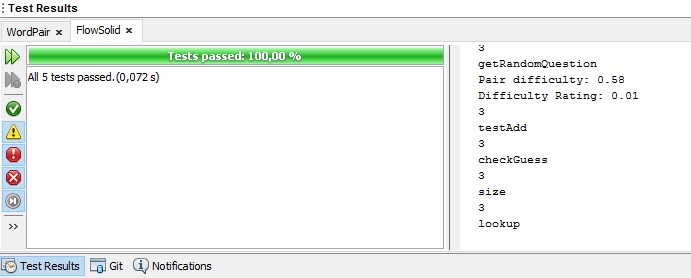 Test Results
WordPair
FlowSolid
Tests passed: 100,00 %
All 5 tests passed.(0,072 s)
3
getRandomQuestion
Pair difficulty: 0.58
Difficulty Rating: 0.01
3
testAdd
3
checkGuess
3
size
3
lookup
Test Results
Git
Notifications